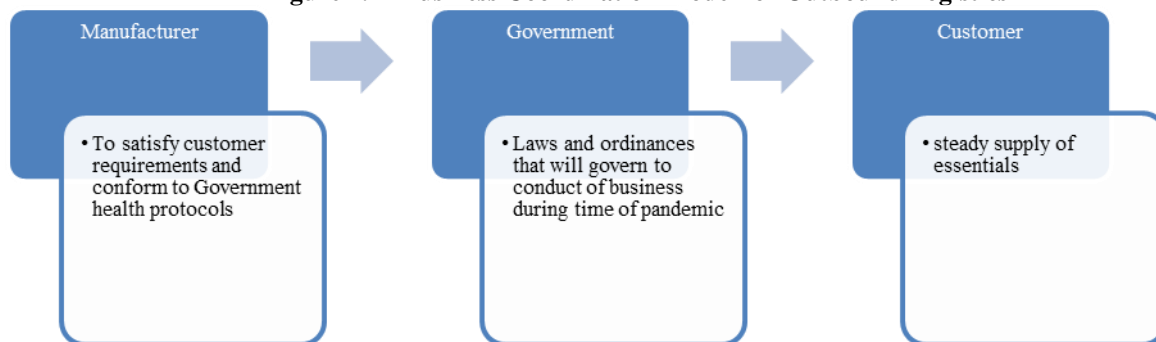 Manufacturer
Government
Customer
• To satisfy customer
requirements and
conform to Government
health protocols
• Laws and ordinances
that will govern to
conduct of business
during time of pandemic
• steady supply of
essentials